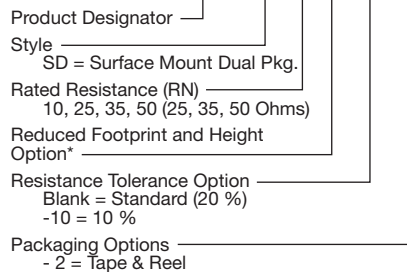 Product Designator
Style
SD = Surface Mount Dual Pkg.
Rated Resistance (RN)
10, 25, 35, 50 (25, 35, 50 Ohms)
Reduced Footprint and Height
Option*
Resistance Tolerance Option
Blank = Standard (20 %)
-10 = 10 %
Packaging Options
- 2 = Tape & Reel